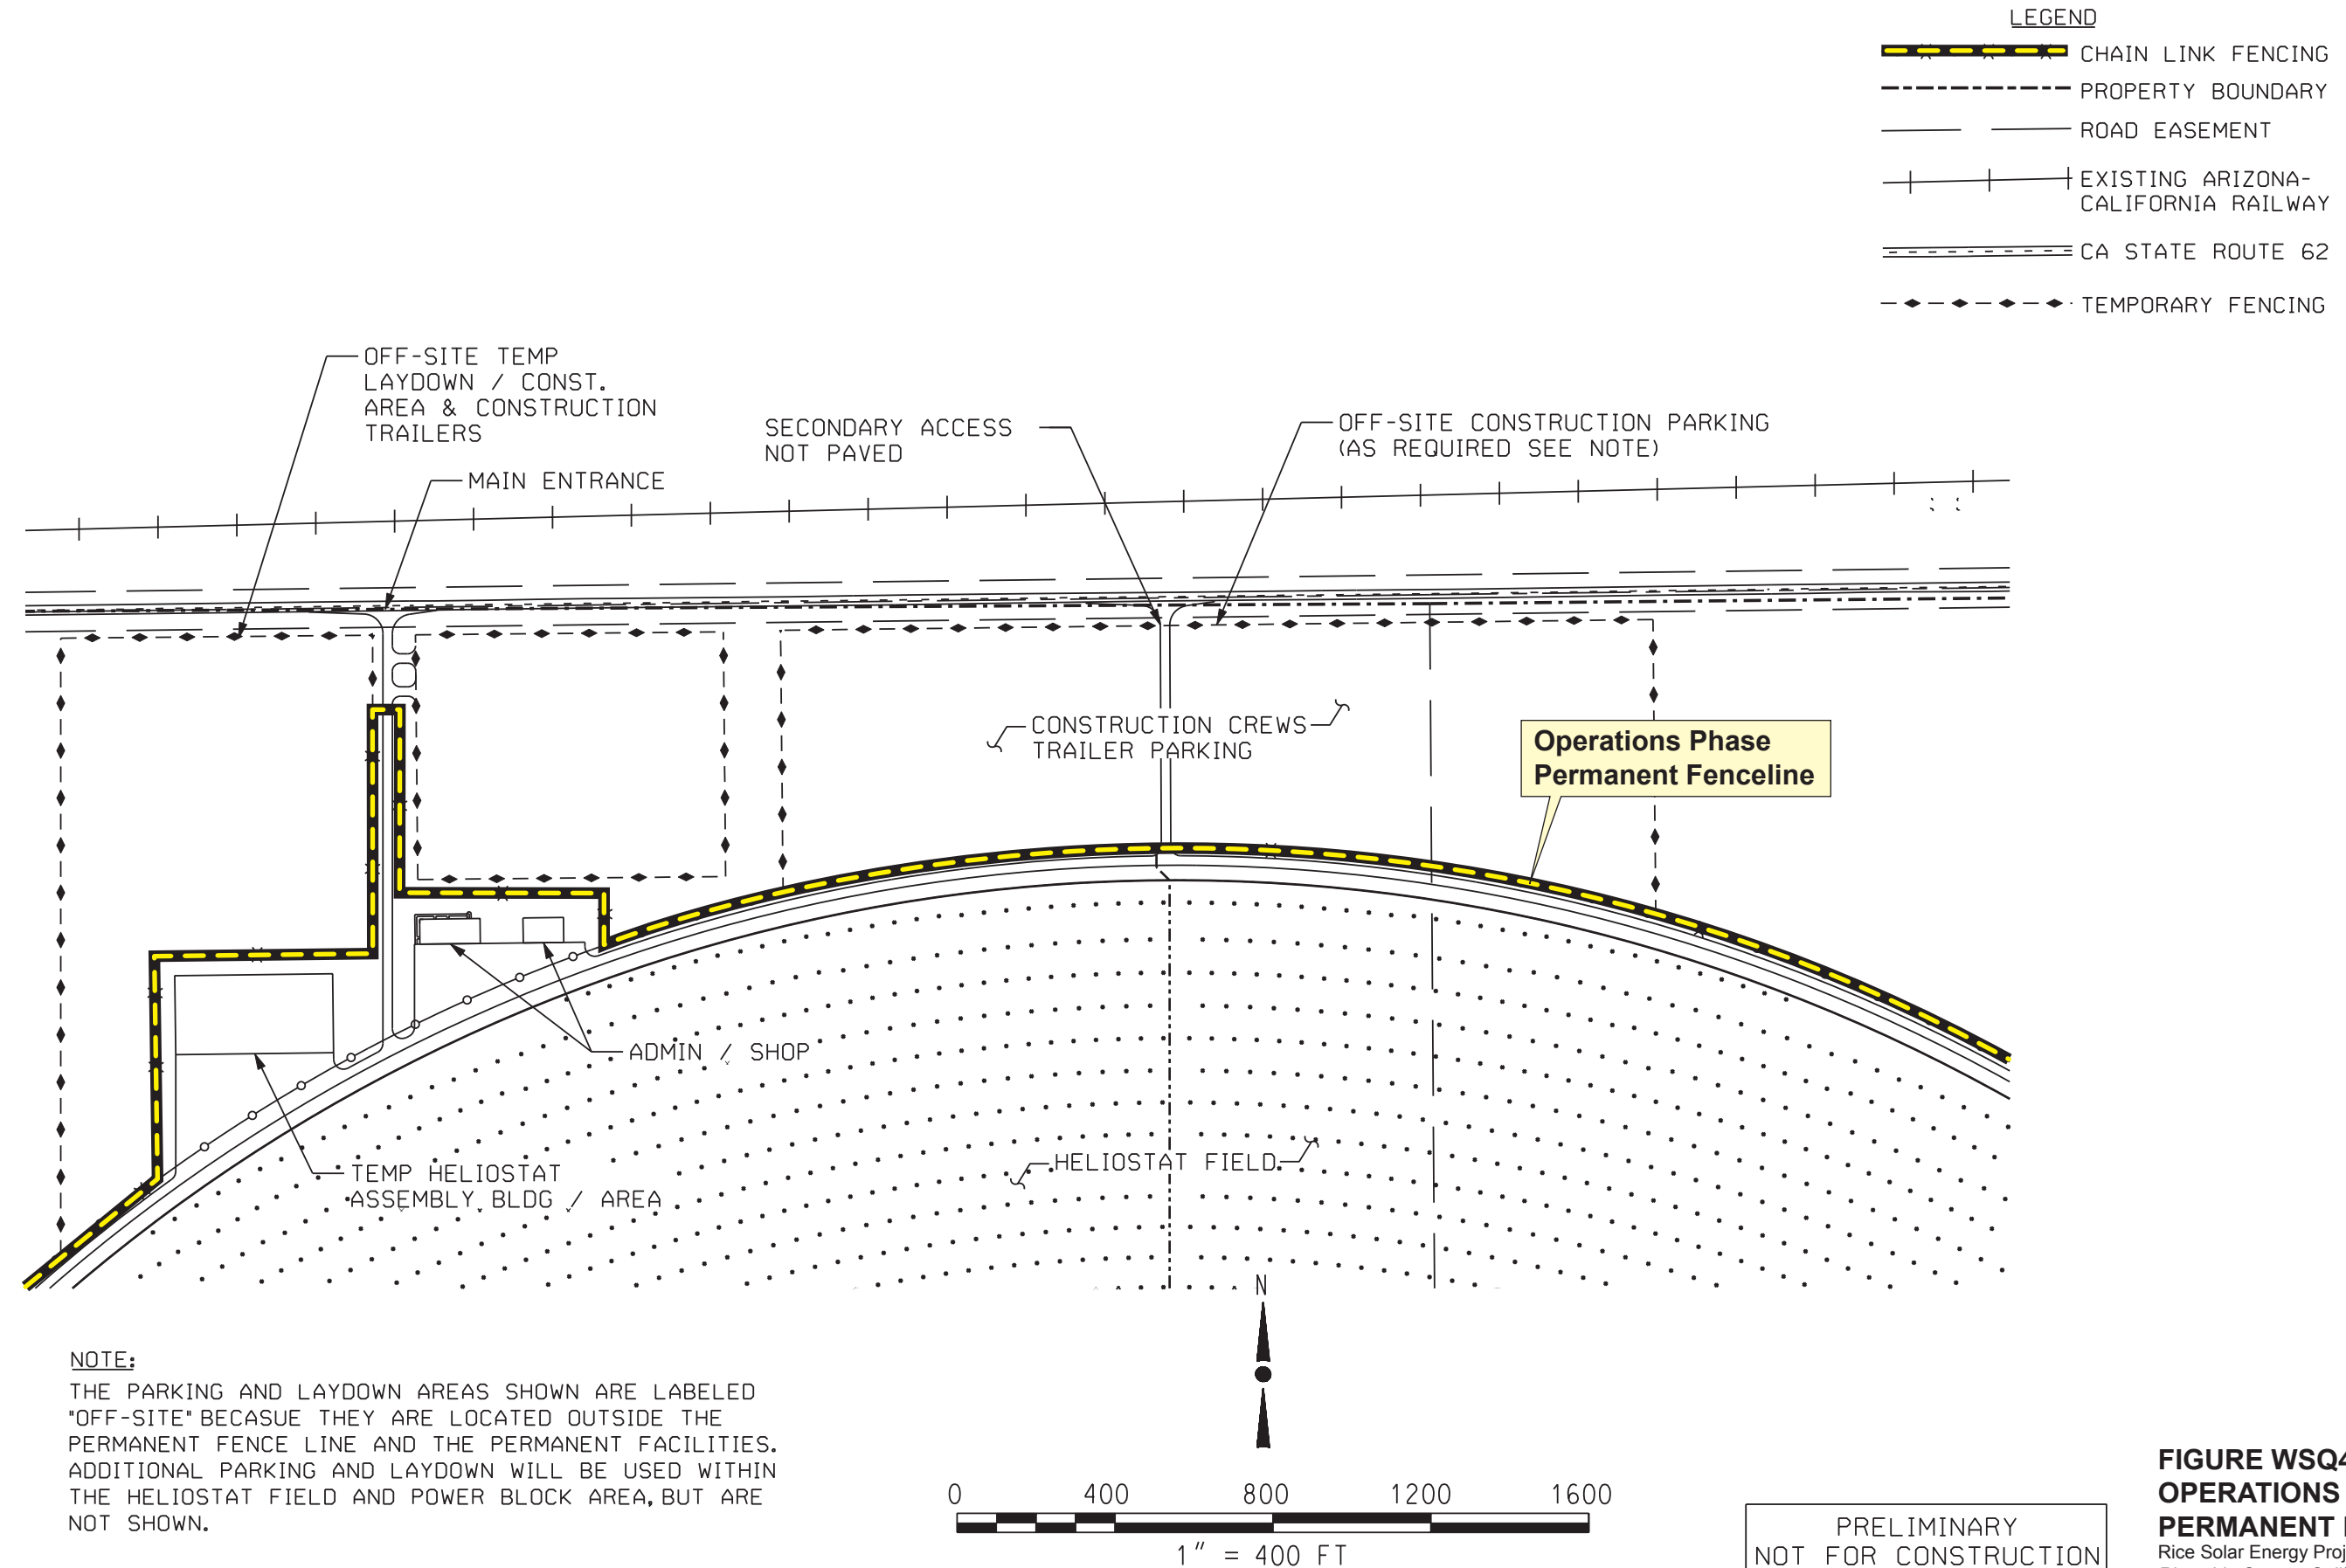 LEGEND
CHAIN LINK FENCING
PROPERTY BOUNDARY
ROAD EASEMENT
EXISTING ARIZONA-
CALIFORNIA RAILWAY
CA STATE ROUTE 62
TEMPORARY FENCING
OFF-SITE TEMP
LAYDOWN / CONST.
AREA & CONSTRUCTION
TRAILERS
MAIN ENTRANCE
SECONDARY ACCESS
NOT PAVED
OFF-SITE CONSTRUCTION PARKING
(AS REQUIRED SEE NOTE)
CONSTRUCTION CREWS
TRAILER PARKING
Operations Phase
Permanent Fenceline
ADMIN / SHOP
TEMP HELIOSTAT
ASSEMBLY BLDG / AREA
HELIOSTAT FIELD
N
NOTE:
THE PARKING AND LAYDOWN AREAS SHOWN ARE LABELED
"OFF-SITE" BECASUE THEY ARE LOCATED OUTSIDE THE
PERMANENT FENCE LINE AND THE PERMANENT FACILITIES.
ADDITIONAL PARKING AND LAYDOWN WILL BE USED WITHIN
THE HELIOSTAT FIELD AND POWER BLOCK AREA, BUT ARE
NOT SHOWN.
0 400 800 1200 1600
1" = 400 FT
PRELIMINARY
NOT FOR CONSTRUCTION
FIGURE WSQ4
OPERATIONS
PERMANENT
Rice Solar Energy